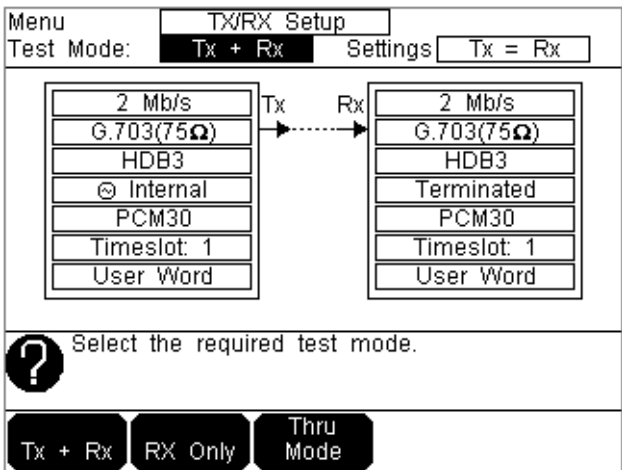 Menu TX/RX Setup
Test Mode: Tx + Rx Settings Tx = Rx
2 Mb/s Tx Rx 2 Mb/s
G.703(75Ω) G.703(75Ω)
HDB3 HDB3
Internal Terminated
PCM30 PCM30
Timeslot: 1 Timeslot: 1
User Word User Word
? Select the required test mode.
Tx + Rx RX Only Thru Mode